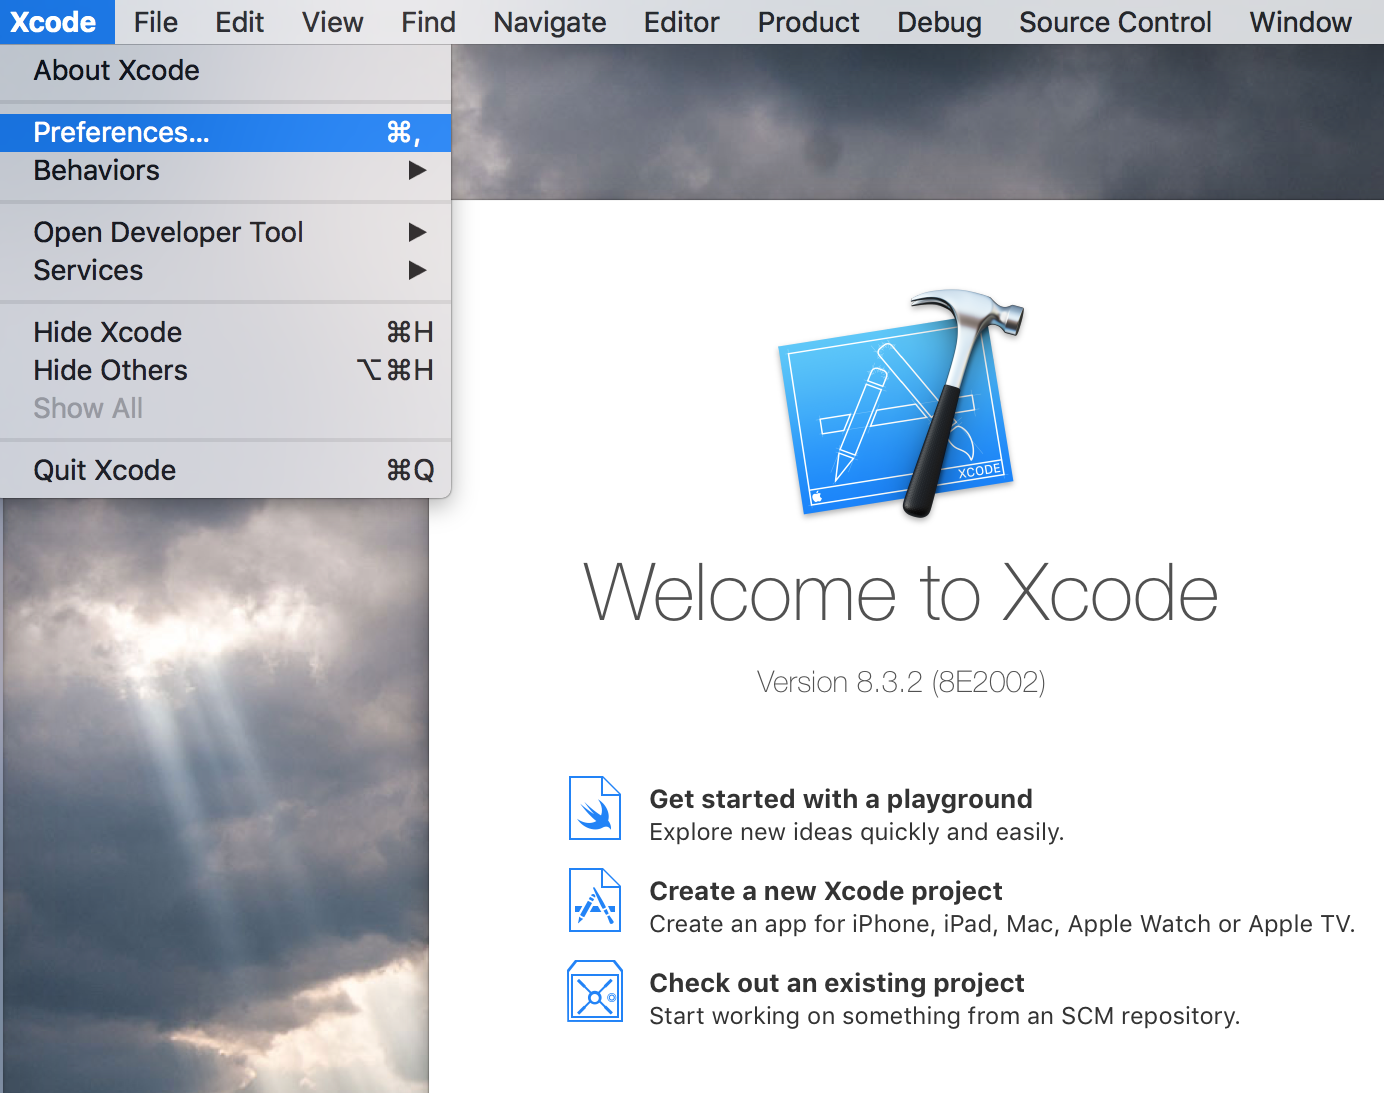 Xcode File Edit View Find Navigate Editor Product Debug Source Control Window
About Xcode
Preferences... ⌘,
Behaviors ▶
Open Developer Tool ▶
Services ▶
Hide Xcode ⌘H
Hide Others ⌥⌘H
Show All
Quit Xcode ⌘Q
XCODE
Welcome to Xcode
Version 8.3.2 (8E2002)
Get started with a playground
Explore new ideas quickly and easily.
Create a new Xcode project
Create an app for iPhone, iPad, Mac, Apple Watch or Apple TV.
Check out an existing project
Start working on something from an SCM repository.